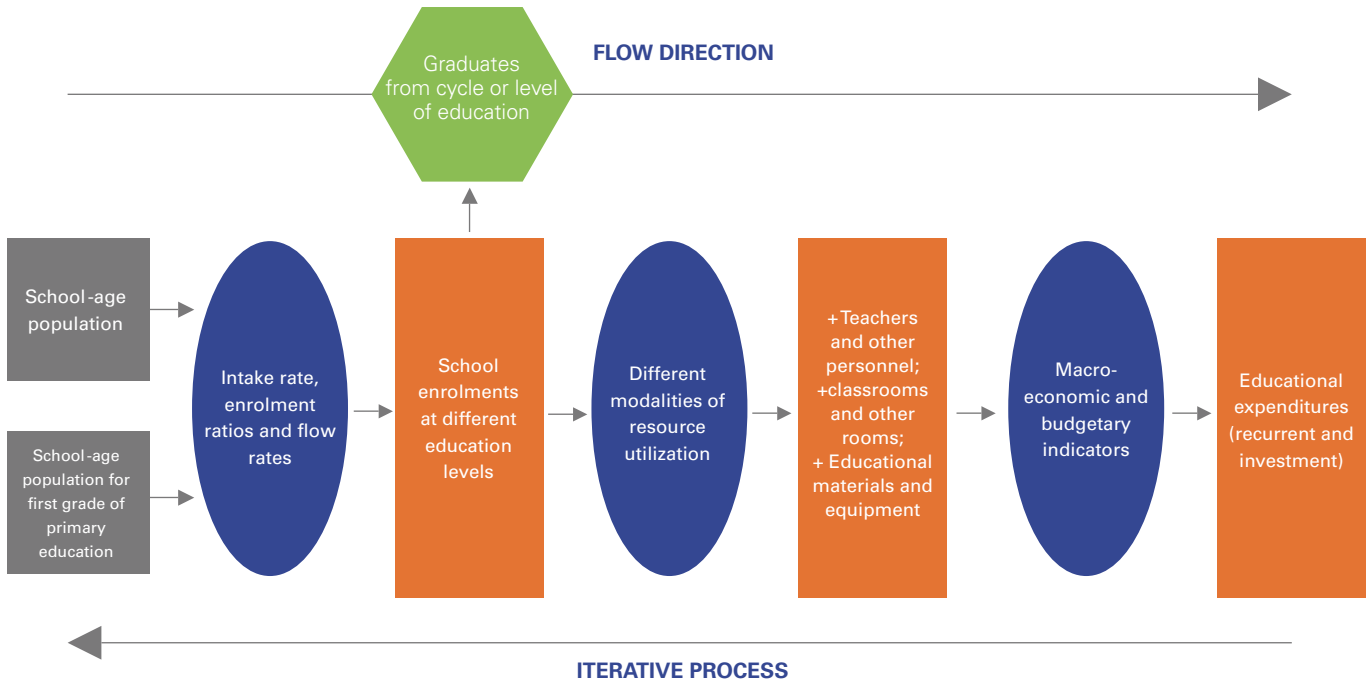 FLOW DIRECTION
Graduates
from cycle or level
of education
School-age
population
School-age
population for
first grade of
primary
education
Intake rate,
enrolment
ratios and flow
rates
School
enrolments
at different
education
levels
Different
modalities of
resource
utilization
+ Teachers
and other
personnel;
+classrooms
and other
rooms;
+ Educational
materials and
equipment
Macro-
economic and
budgetary
indicators
Educational
expenditures
(recurrent and
investment)
ITERATIVE PROCESS